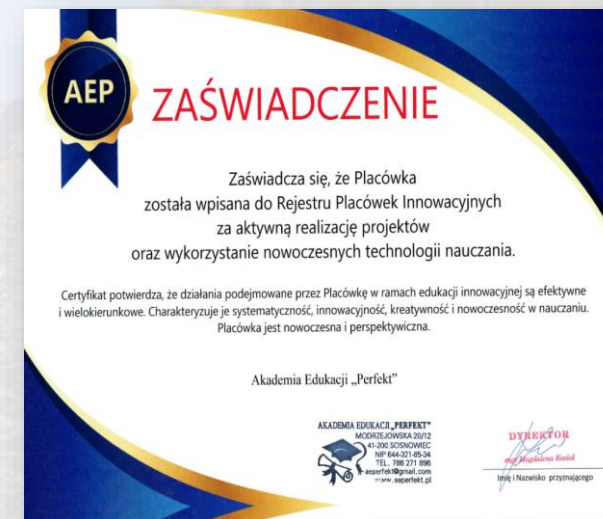 AEP
ZAŚWIADCZENIE
Zaświadcza się, że Placówka
została wpisana do Rejestru Placówek Innowacyjnych
za aktywną realizację projektów
oraz wykorzystanie nowoczesnych technologii nauczania.
Certyfikat potwierdza, że działania podejmowane przez Placówkę w ramach edukacji innowacyjnej są efektywne
i wielokierunkowe. Charakteryzuje je systematyczność, innowacyjność, kreatywność i nowoczesność w nauczaniu.
Placówka jest nowoczesna i perspektywiczna.
Akademia Edukacji „Perfekt”
AKADEMIA EDUKACJI „PERFEKT”
MODRZEJOWSKA 20/12
41-200 SOSNOWIEC
NIP 644-321-85-34
TEL. 786 271 896
aeperfekt@gmail.com
www.aeperfekt.pl
DYREKTOR
mgr Magdalena Kozioł
Imię i Nazwisko przyznającego